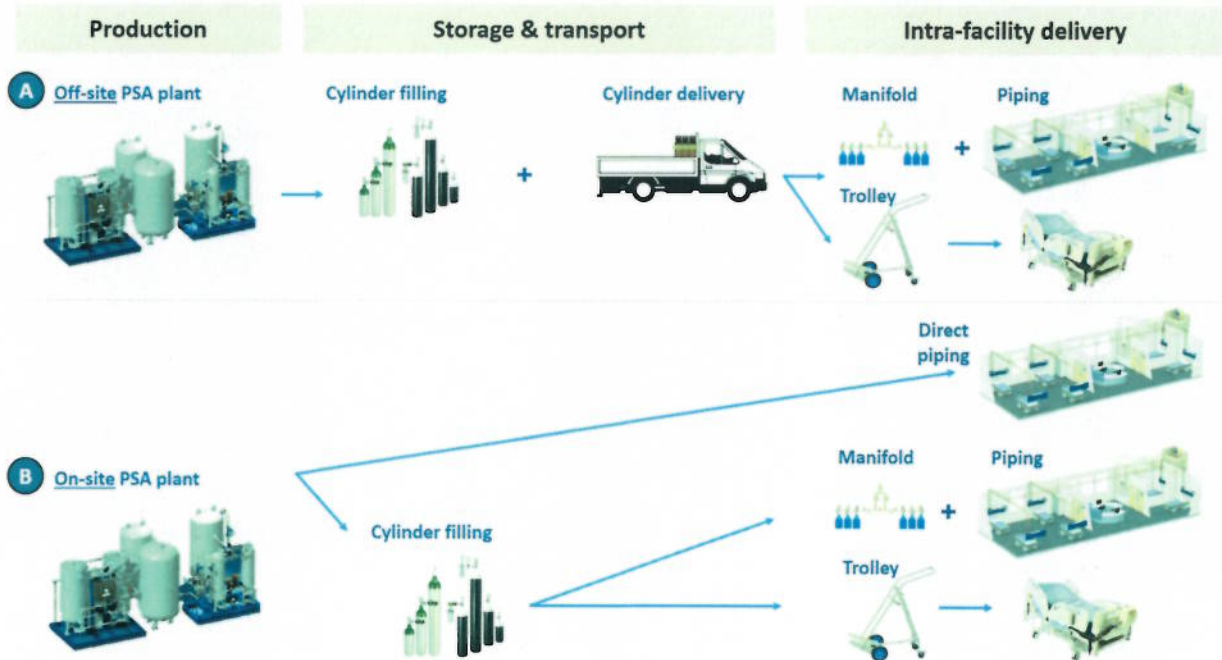 Production
Storage & transport
Intra-facility delivery
A
Off-site PSA plant
Cylinder filling
+
Cylinder delivery
Manifold
+
Piping
Trolley
Direct
piping
B
On-site PSA plant
Cylinder filling
Manifold
+
Piping
Trolley